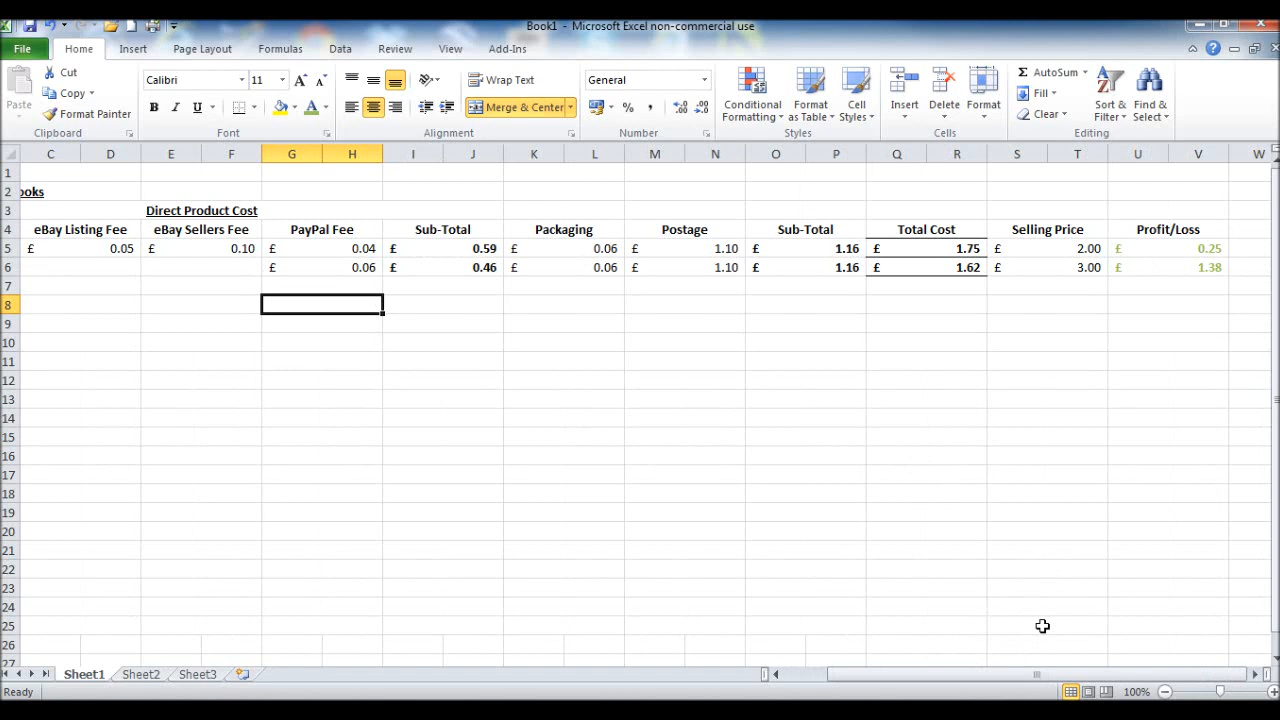 Book1 - Microsoft Excel non-commercial use
File Home Insert Page Layout Formulas Data Review View Add-Ins
Paste
Cut
Copy
Format Painter
Clipboard
Calibri 11
B I U A
Font
Wrap Text
Merge & Center
Alignment
General
% ,
Number
Conditional Formatting
Format as Table
Cell Styles
Styles
Insert Delete Format
Cells
AutoSum
Fill
Clear
Sort & Filter
Find & Select
Editing
C D E F G H I J K L M N O P Q R S T U V W
1
2 ooks
3 Direct Product Cost
4 eBay Listing Fee eBay Sellers Fee PayPal Fee Sub-Total Packaging Postage Sub-Total Total Cost Selling Price Profit/Loss
5 £ 0.05 £ 0.10 £ 0.04 £ 0.59 £ 0.06 £ 1.10 £ 1.16 £ 1.75 £ 2.00 £ 0.25
6 £ 0.06 £ 0.46 £ 0.06 £ 1.10 £ 1.16 £ 1.62 £ 3.00 £ 1.38
7
8
9
10
11
12
13
14
15
16
17
18
19
20
21
22
23
24
25
26
27
Sheet1 Sheet2 Sheet3
Ready 100%